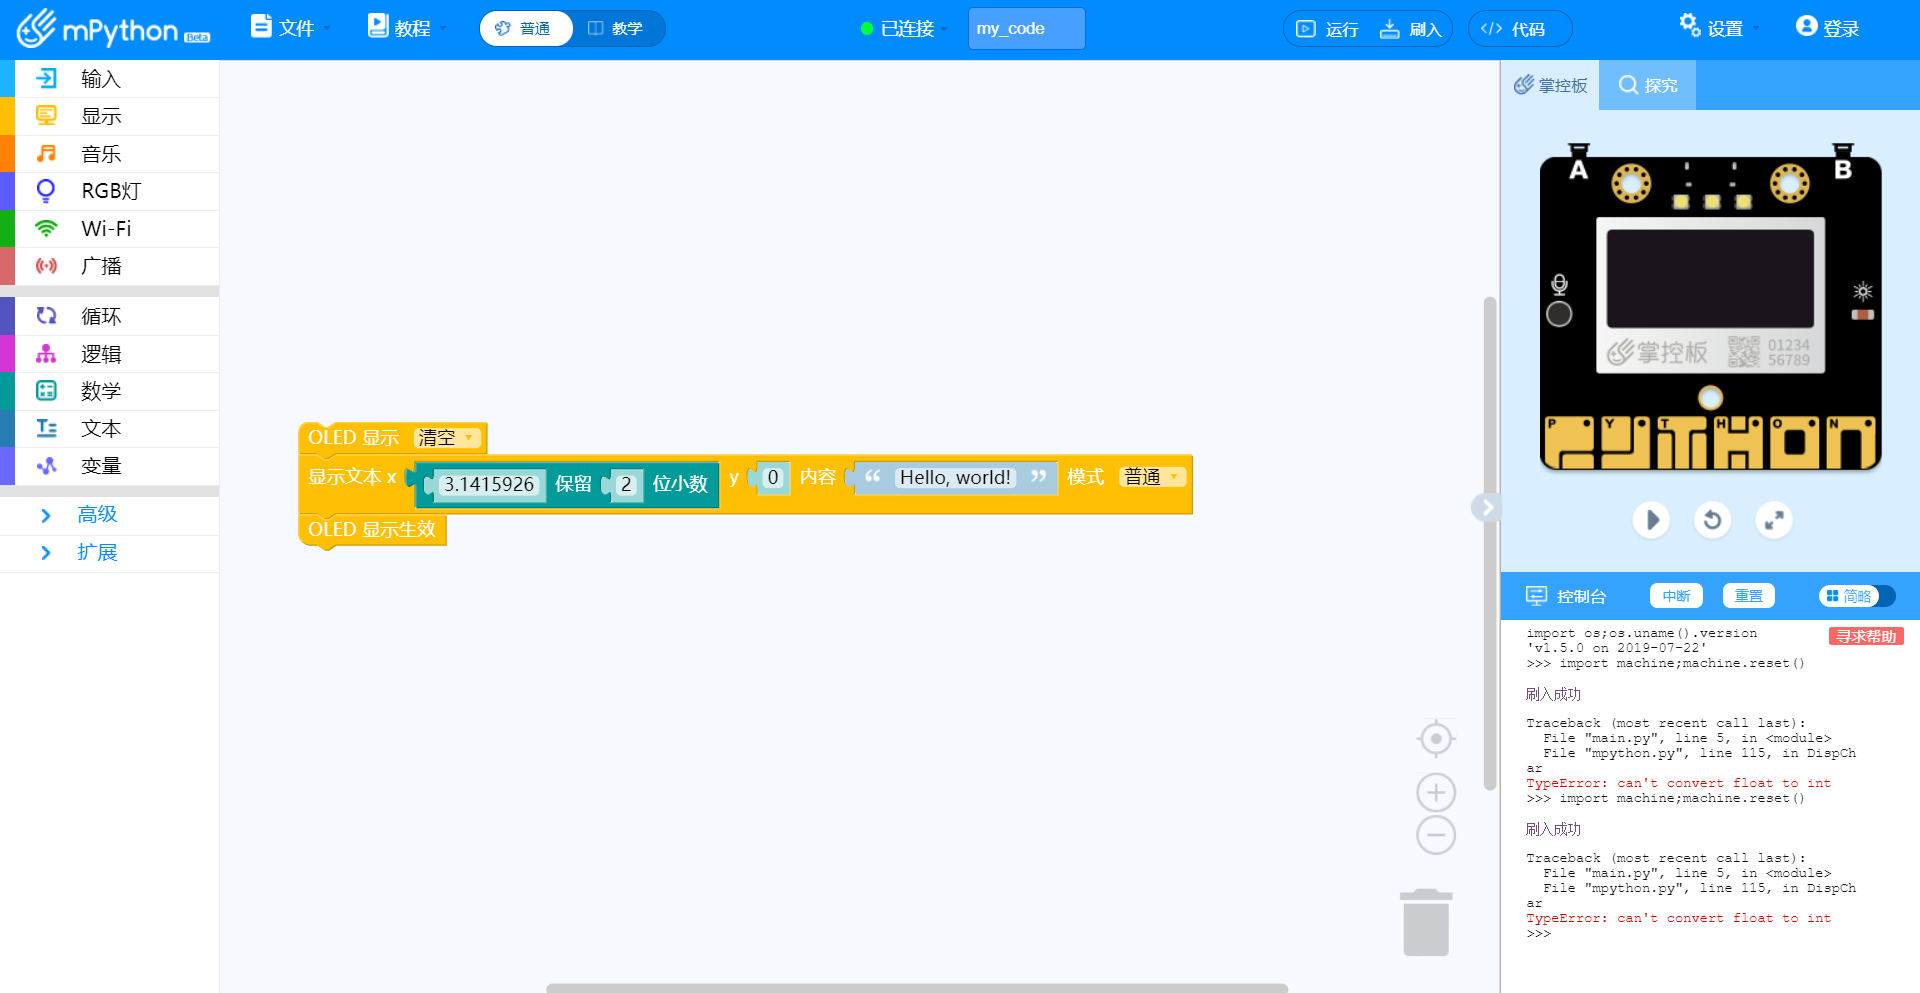 mPython Beta
文件
教程
普通
教学
已连接
my_code
运行
刷入
代码
设置
登录
输入
显示
音乐
RGB灯
Wi-Fi
广播
循环
逻辑
数学
文本
变量
高级
扩展
OLED 显示 清空
显示文本 x 3.1415926 保留 2 位小数 y 0 内容 “ Hello, world! ” 模式 普通
OLED 显示生效
掌控板
探究
A
B
掌控板
01234
56789
P Y T H O N
控制台
中断
重置
简略
寻求帮助
import os;os.uname().version
'v1.5.0 on 2019-07-22'
>>> import machine;machine.reset()
刷入成功
Traceback (most recent call last):
  File "main.py", line 5, in <module>
  File "mpython.py", line 115, in DispCh
ar
TypeError: can't convert float to int
>>> import machine;machine.reset()
刷入成功
Traceback (most recent call last):
  File "main.py", line 5, in <module>
  File "mpython.py", line 115, in DispCh
ar
TypeError: can't convert float to int
>>>